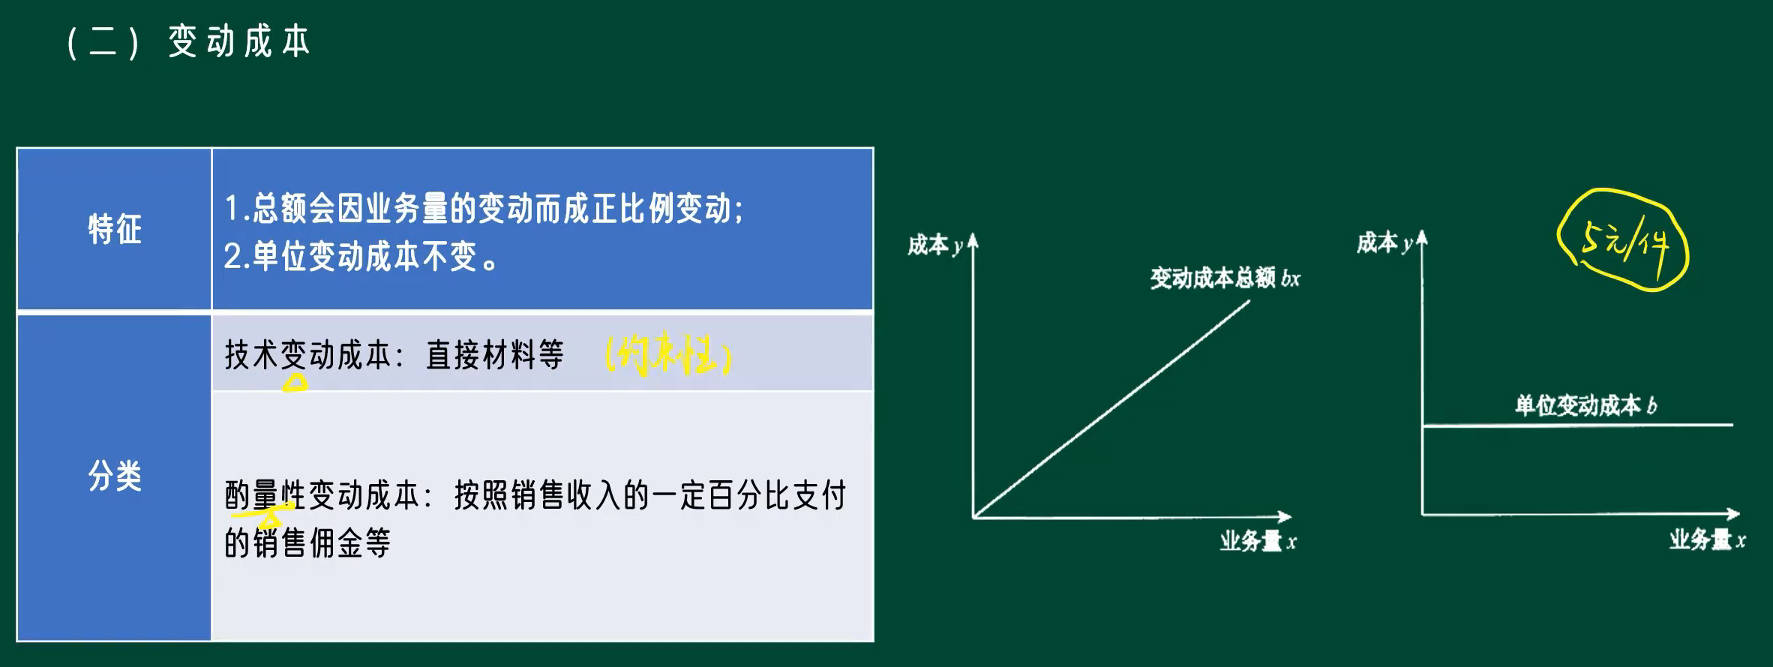 （二）变动成本
特征
1.总额会因业务量的变动而成正比例变动；
2.单位变动成本不变。
分类
技术变动成本：直接材料等
（约束性）
酌量性变动成本：按照销售收入的一定百分比支付
的销售佣金等
成本 y
变动成本总额 bx
业务量 x
成本 y
5元/件
单位变动成本 b
业务量 x